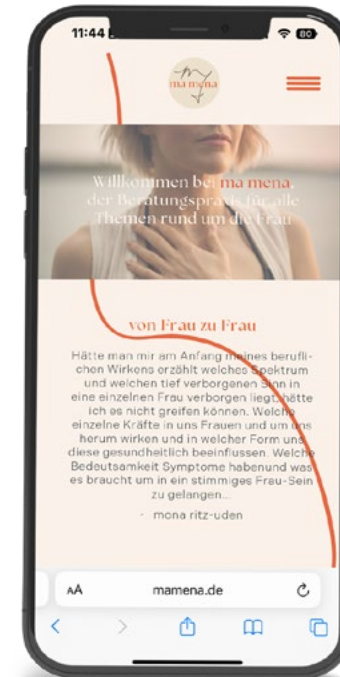 11:44
80
ma mena
Willkommen bei ma mena,
der Beratungspraxis für alle
Themen rund um die Frau
von Frau zu Frau
Hätte man mir am Anfang meines berufli-
chen Wirkens erzählt welches Spektrum
und welchen tief verborgenen Sinn in
eine einzelnen Frau verborgen liegt, hätte
ich es nicht greifen können. Welche
einzelne Kräfte in uns Frauen und um uns
herum wirken und in welcher Form uns
diese gesundheitlich beeinflussen. Welche
Bedeutsamkeit Symptome habenund was
es braucht um in ein stimmiges Frau-Sein
zu gelangen...
- mona ritz-uden
AA
mamena.de